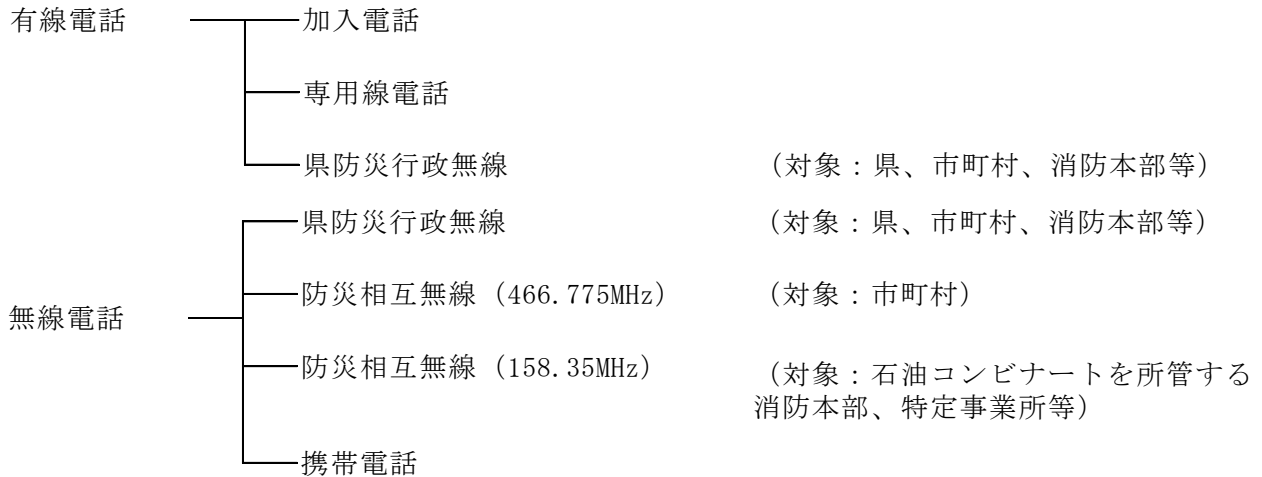 有線電話 加入電話
専用線電話
県防災行政無線 （対象：県、市町村、消防本部等）
県防災行政無線 （対象：県、市町村、消防本部等）
防災相互無線（466.775MHz） （対象：市町村）
無線電話
防災相互無線（158.35MHz） （対象：石油コンビナートを所管する
消防本部、特定事業所等）
携帯電話